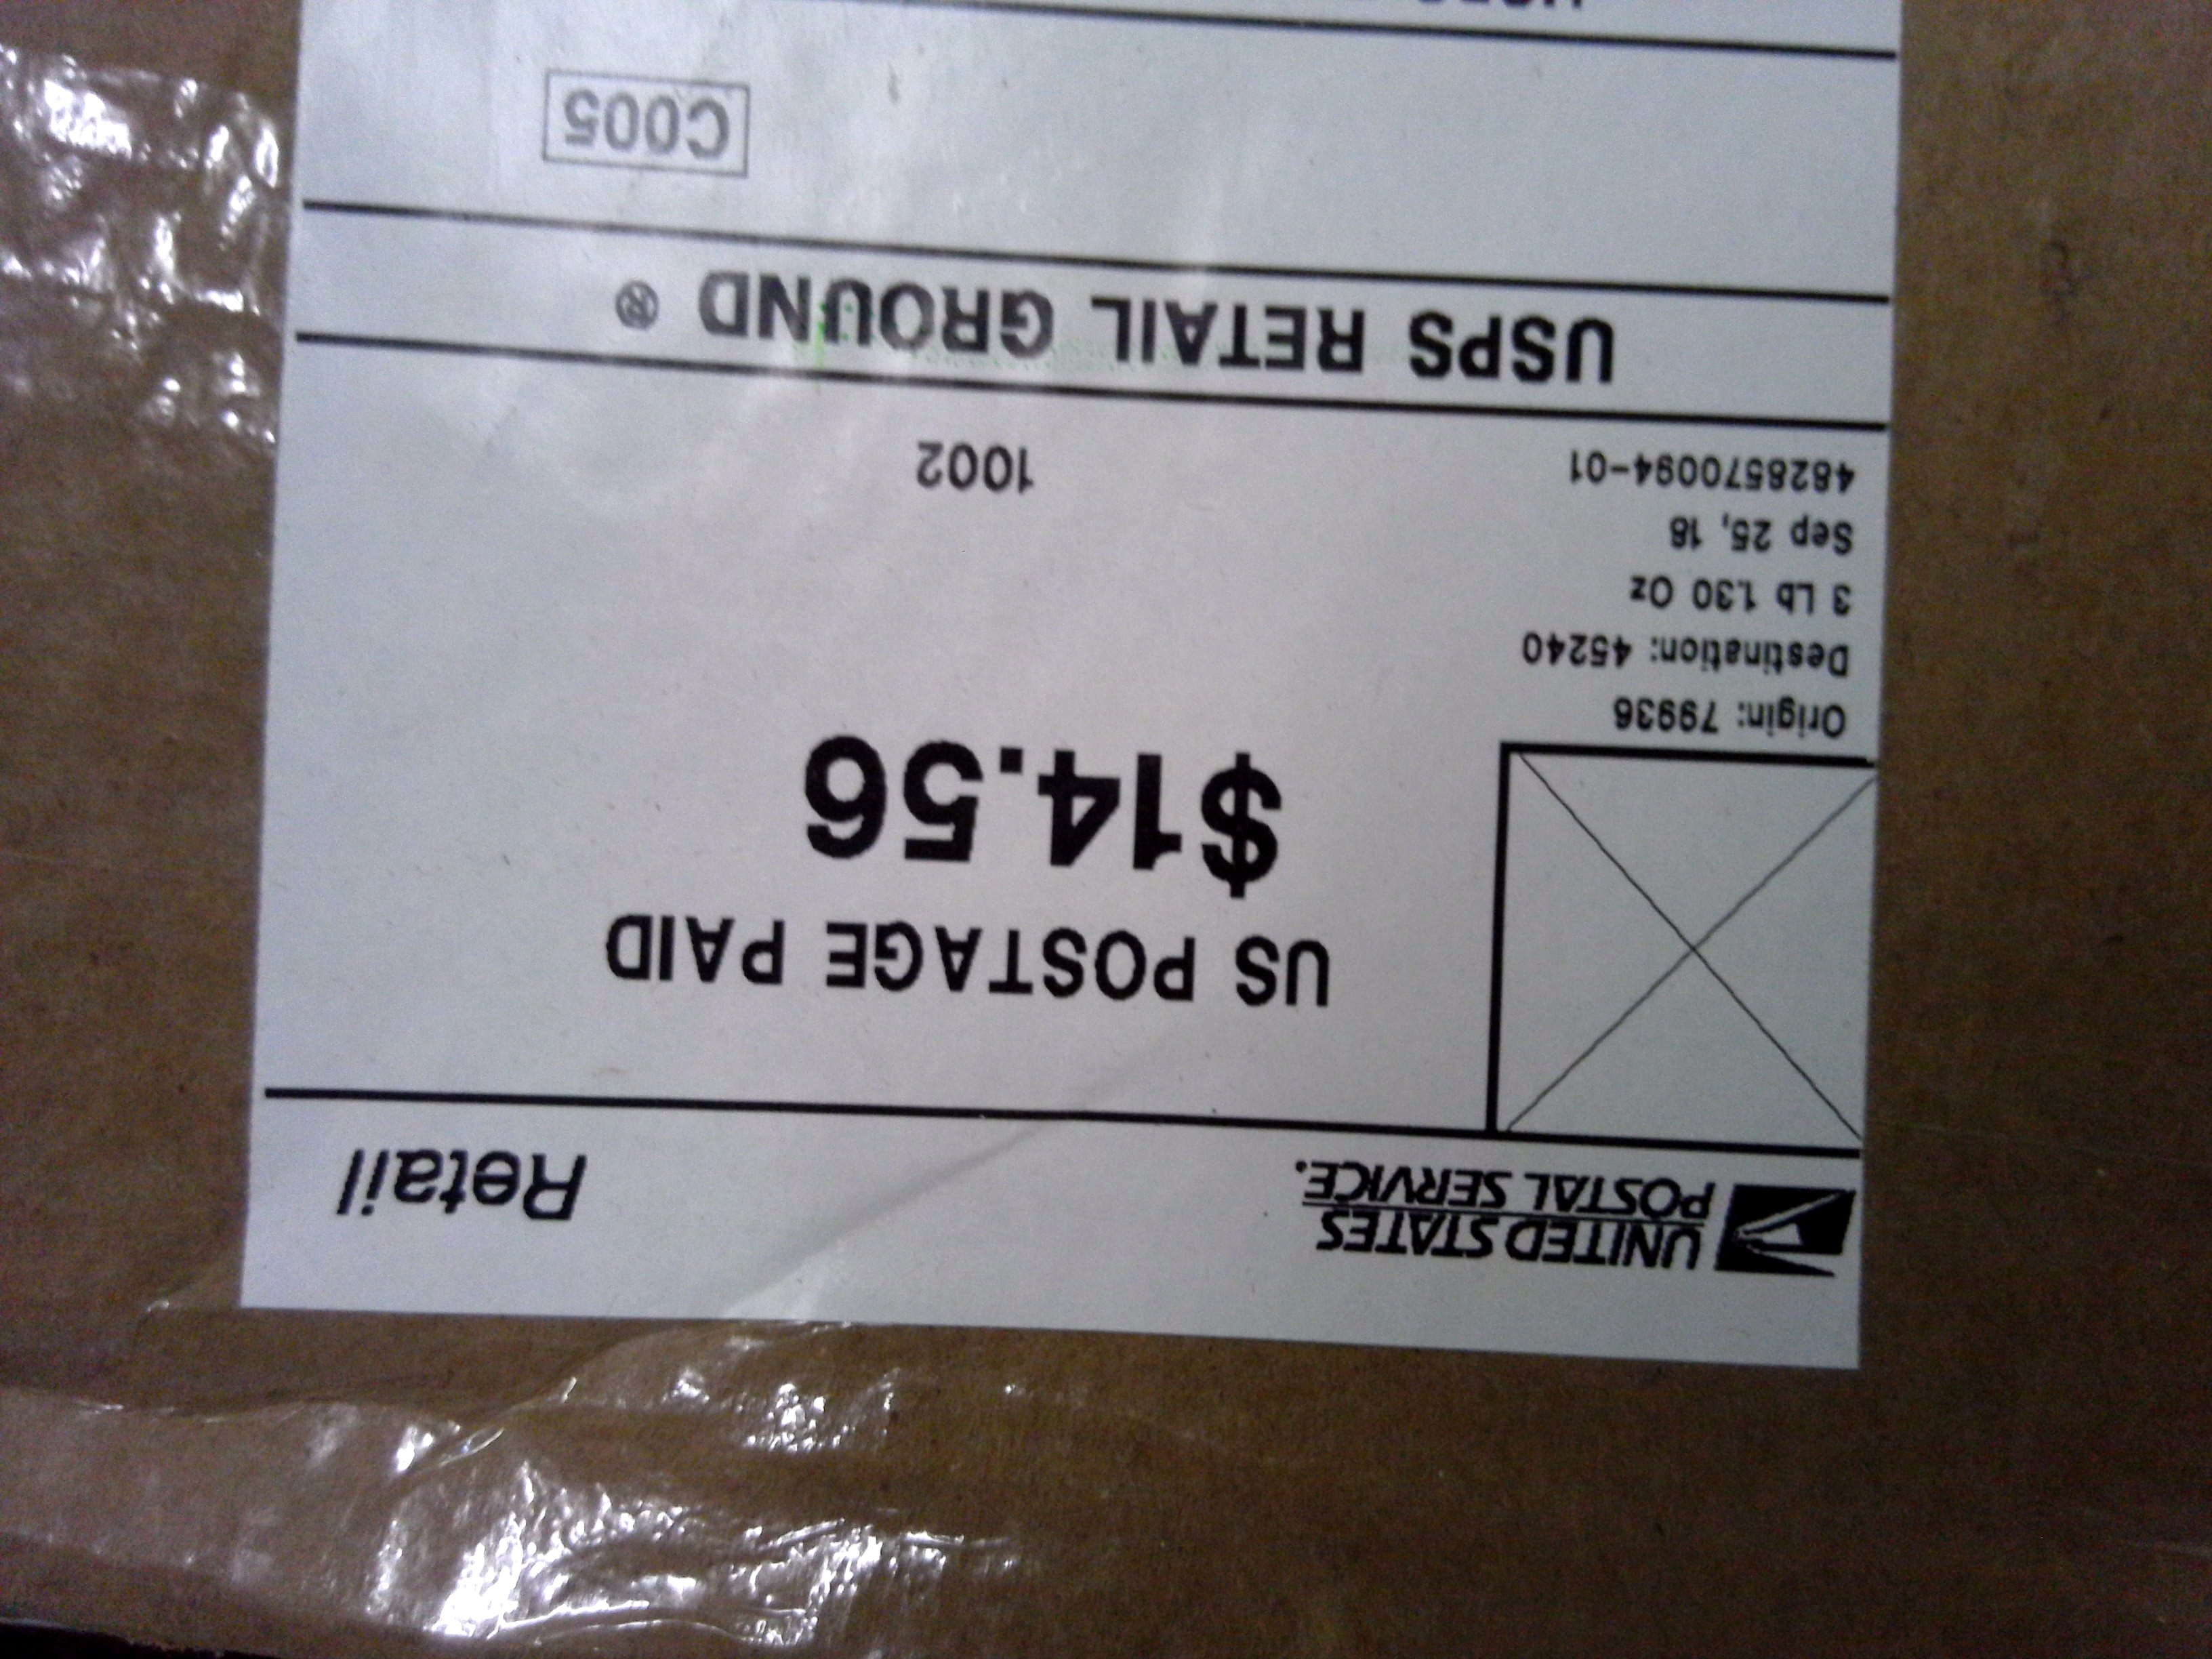 UNITED STATES
POSTAL SERVICE.
Retail
US POSTAGE PAID
$14.56
Origin: 79936
Destination: 45240
3 Lb 1.30 Oz
Sep 25, 18
4828570094-01
1002
USPS RETAIL GROUND ®
C005